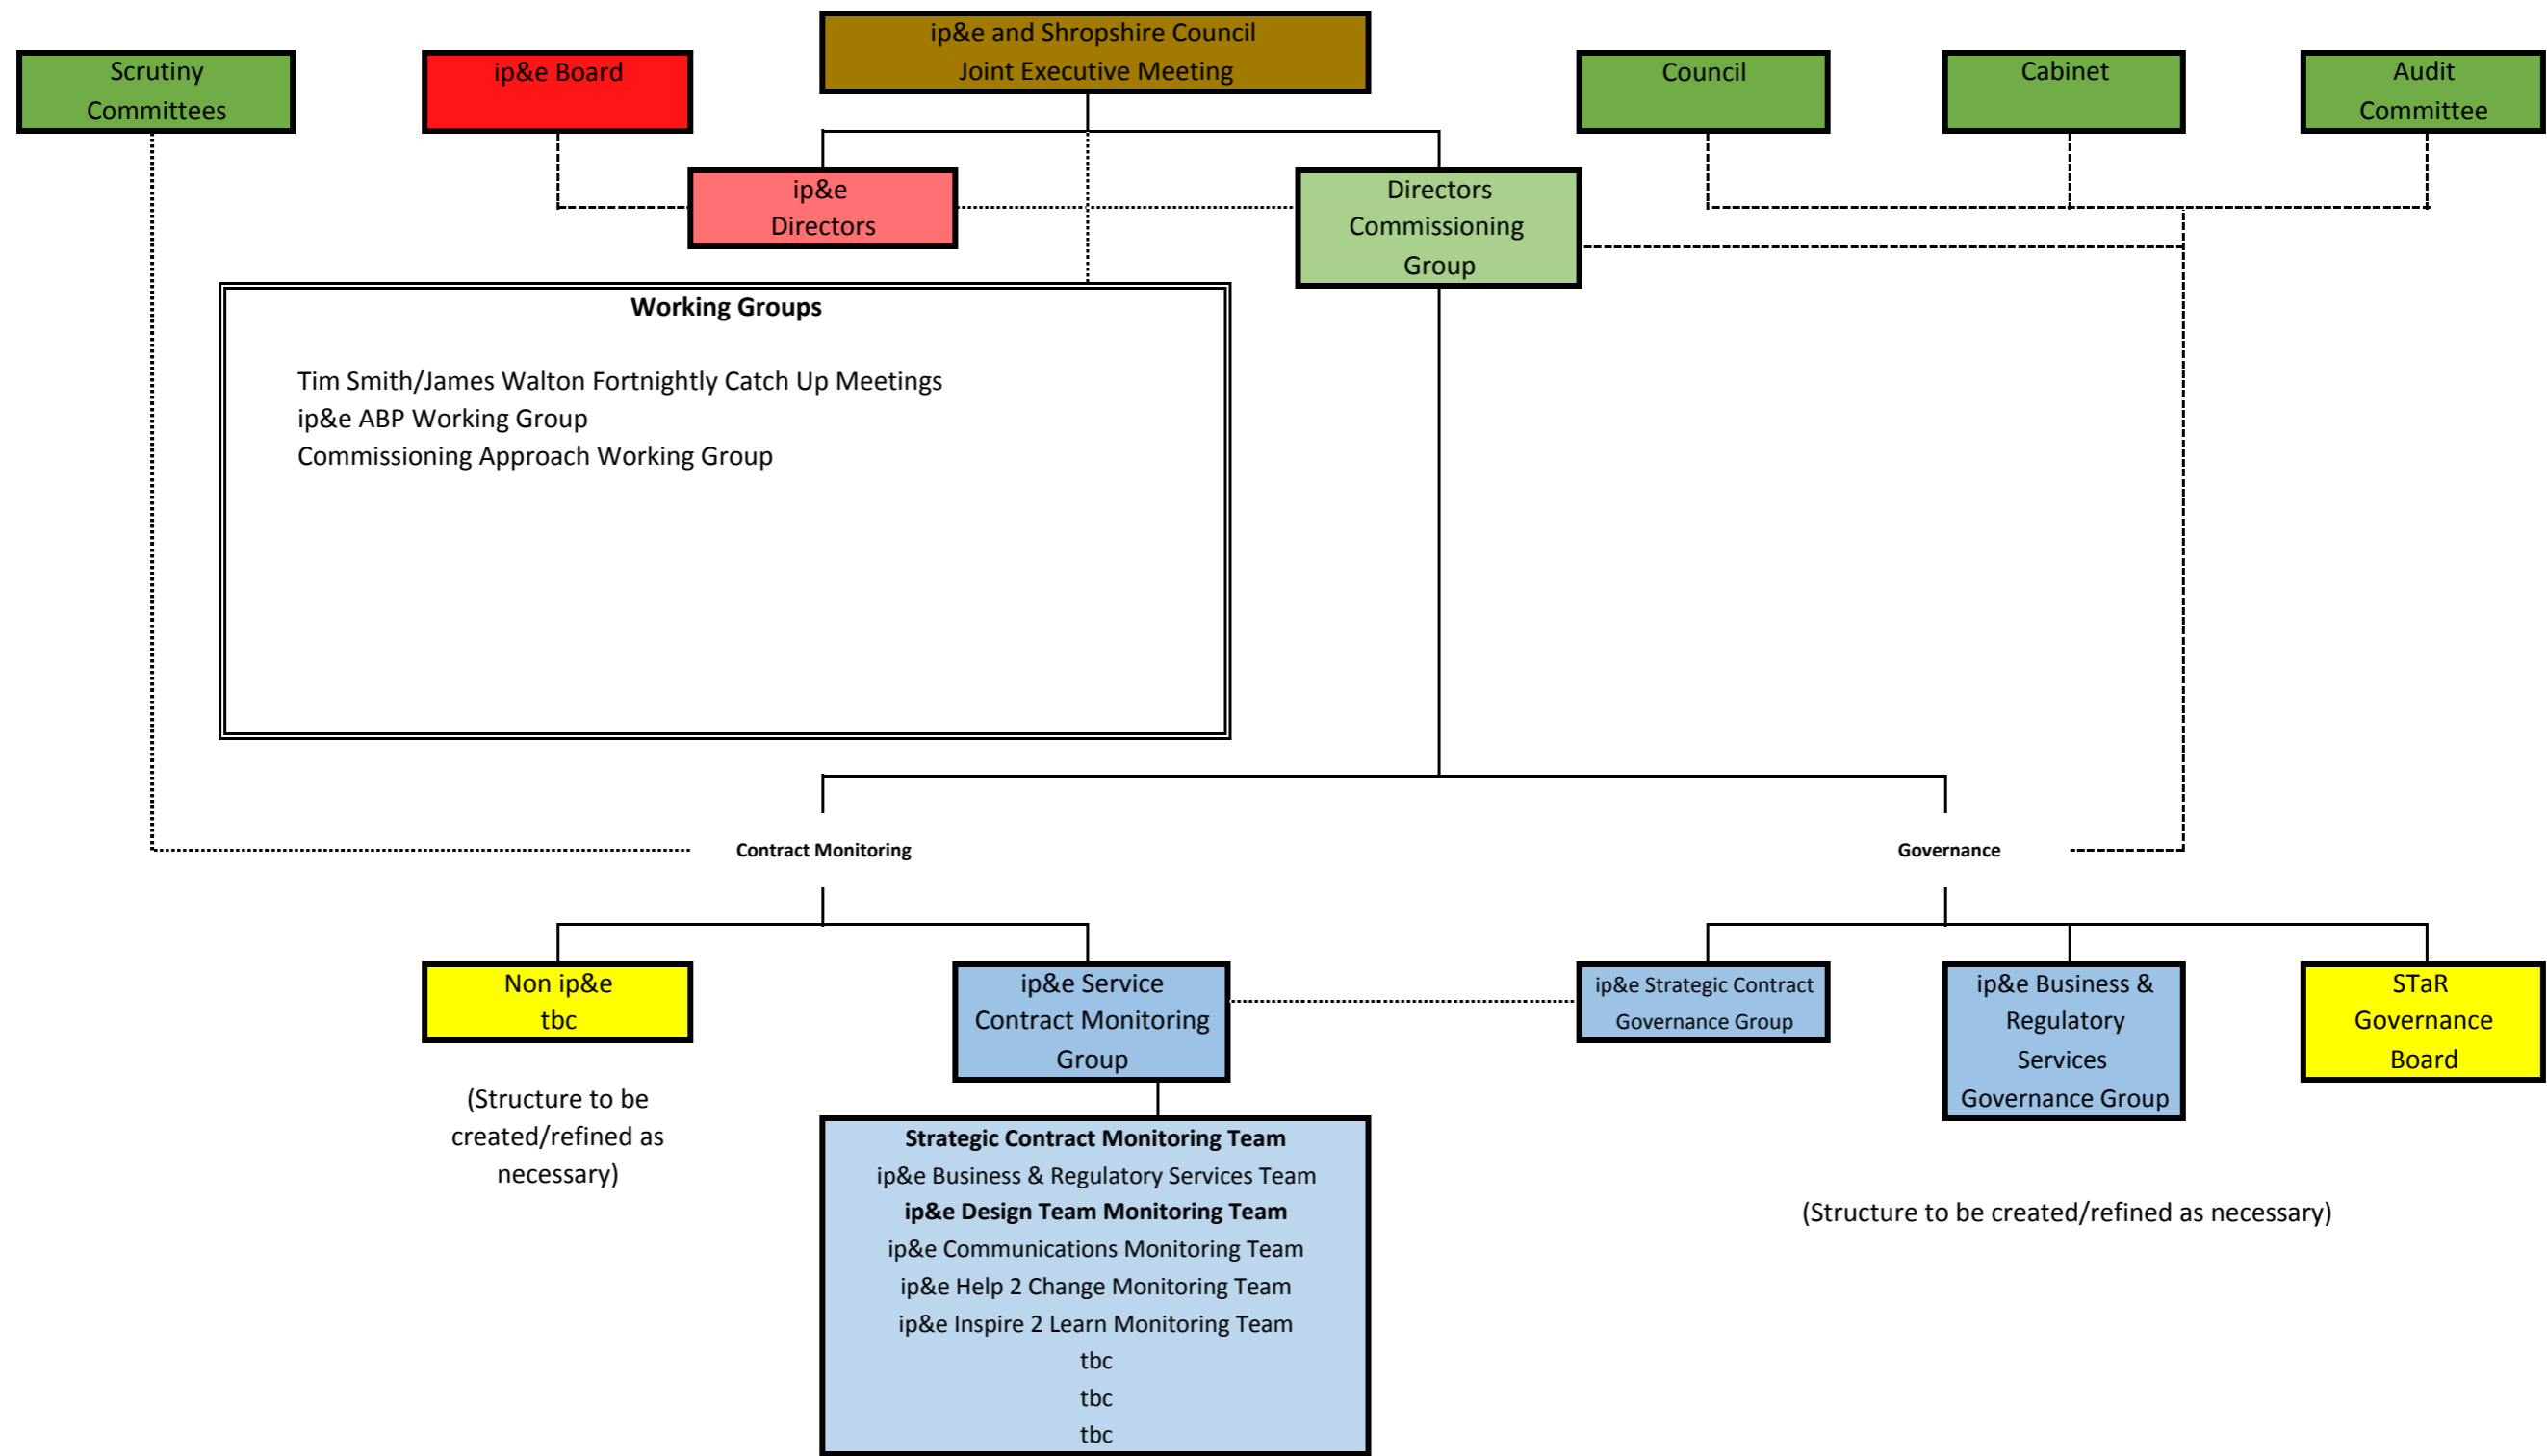 ip&e and Shropshire Council
Joint Executive Meeting
Scrutiny
Committees
ip&e Board
Council
Cabinet
Audit
Committee
ip&e
Directors
Directors
Commissioning
Group
Working Groups
Tim Smith/James Walton Fortnightly Catch Up Meetings
ip&e ABP Working Group
Commissioning Approach Working Group
Contract Monitoring
Governance
Non ip&e
tbc
(Structure to be
created/refined as
necessary)
ip&e Service
Contract Monitoring
Group
ip&e Strategic Contract
Governance Group
ip&e Business &
Regulatory
Services
Governance Group
STaR
Governance
Board
Strategic Contract Monitoring Team
ip&e Business & Regulatory Services Team
ip&e Design Team Monitoring Team
ip&e Communications Monitoring Team
ip&e Help 2 Change Monitoring Team
ip&e Inspire 2 Learn Monitoring Team
tbc
tbc
tbc
(Structure to be created/refined as necessary)